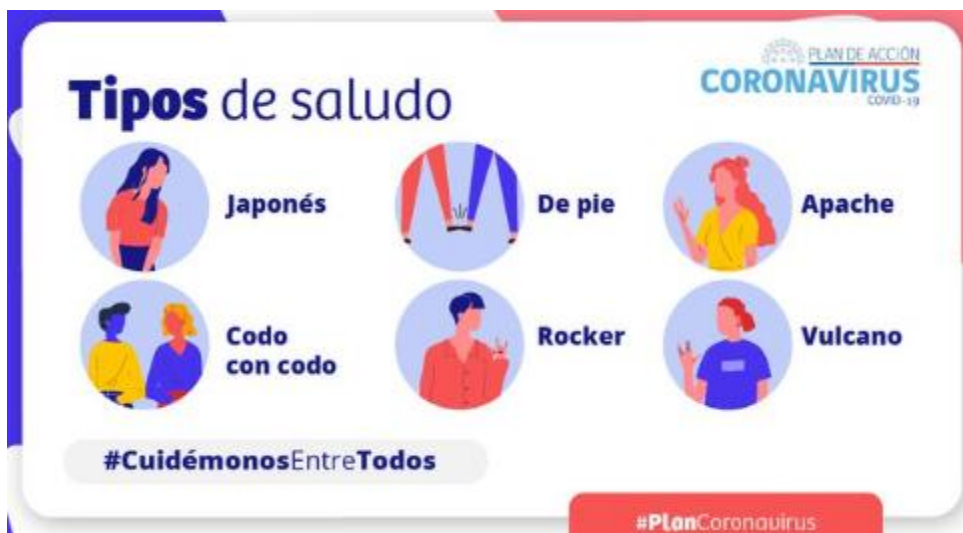 PLAN DE ACCIÓN
CORONAVIRUS
COVID-19
Tipos de saludo
Japonés
De pie
Apache
Codo
con codo
Rocker
Vulcano
#CuidémonosEntreTodos
#PlanCoronavirus